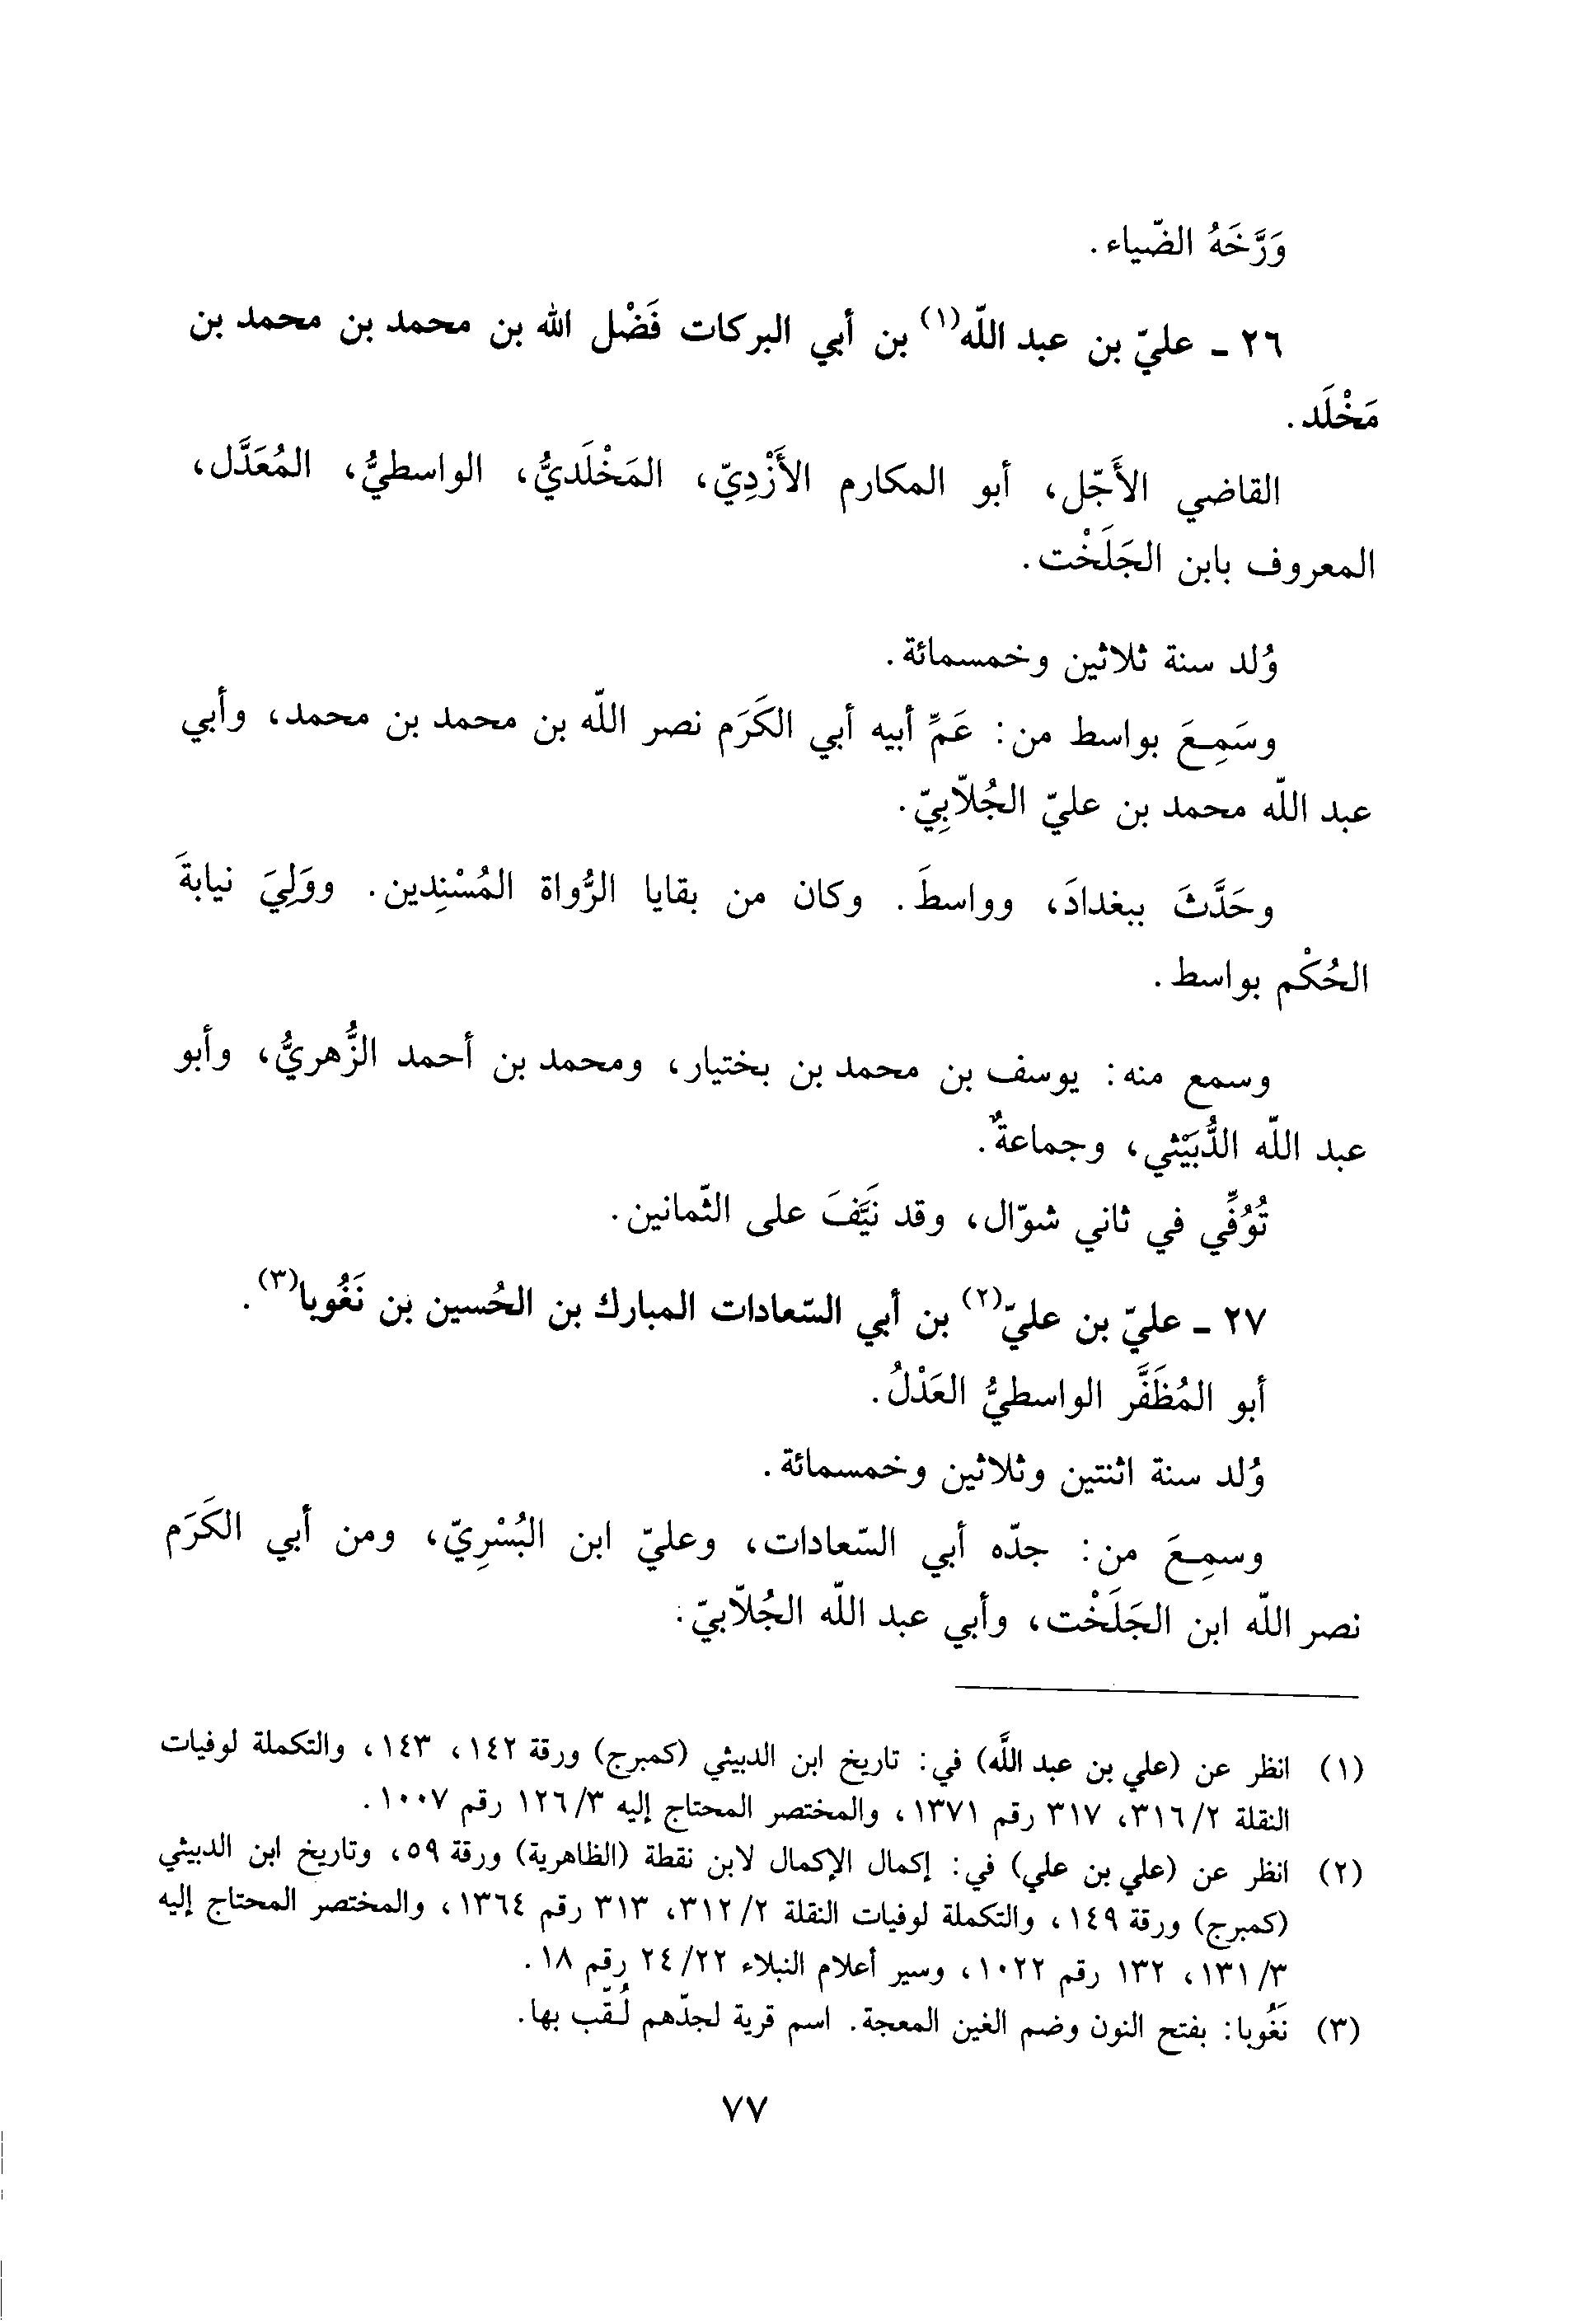 وَرَّخَهُ الضّياء.
٢٦ ـ عليّ بن عبد اللّه(١) بن أبي البركات فَضْل الله بن محمد بن محمد بن
مَخْلَد.
القاضي الأَجّل، أبو المكارم الأَزْدِيّ، المَخْلَديُّ، الواسطيُّ، المُعَدَّل،
المعروف بابن الجَلَخْت.
وُلد سنة ثلاثين وخمسمائة.
وسَمِعَ بواسط من: عَمِّ أبيه أبي الكَرَم نصر اللّه بن محمد بن محمد، وأبي
عبد اللّه محمد بن عليّ الجُلاّبِيّ.
وحَدَّثَ ببغدادَ، وواسطَ. وكان من بقايا الرُّواة المُسْنِدين. ووَلِيَ نيابةَ
الحُكْم بواسط.
وسمع منه: يوسف بن محمد بن بختيار، ومحمد بن أحمد الزُّهريُّ، وأبو
عبد اللّه الدُّبَيْثي، وجماعةٌ.
تُوُفِّي في ثاني شوّال، وقد نَيَّفَ على الثّمانين.
٢٧ ـ عليّ بن عليّ(٢) بن أبي السّعادات المبارك بن الحُسين بن نَغُوبا(٣).
أبو المُظَفَّر الواسطيُّ العَدْلُ.
وُلد سنة اثنتين وثلاثين وخمسمائة.
وسمِعَ من: جدّه أبي السّعادات، وعليّ ابن البُسْرِيّ، ومن أبي الكَرَم
نصر اللّه ابن الجَلَخْت، وأبي عبد اللّه الجُلاّبيّ:
(١) انظر عن (علي بن عبد اللَّه) في: تاريخ ابن الدبيثي (كمبرج) ورقة ١٤٢، ١٤٣، والتكملة لوفيات
النقلة ٣١٦/٢، ٣١٧ رقم ١٣٧١، والمختصر المحتاج إليه ١٢٦/٣ رقم ١٠٠٧.
(٢) انظر عن (علي بن علي) في: إكمال الإكمال لابن نقطة (الظاهرية) ورقة ٥٩، وتاريخ ابن الدبيثي
(كمبرج) ورقة ١٤٩، والتكملة لوفيات النقلة ٣١٢/٢، ٣١٣ رقم ١٣٦٤، والمختصر المحتاج إليه
١٣١/٣، ١٣٢ رقم ١٠٢٢، وسير أعلام النبلاء ٢٤/٢٢ رقم ١٨.
(٣) نَغُوبا: بفتح النون وضم الغين المعجة. اسم قرية لجدّهم لُـقّب بها.
٧٧